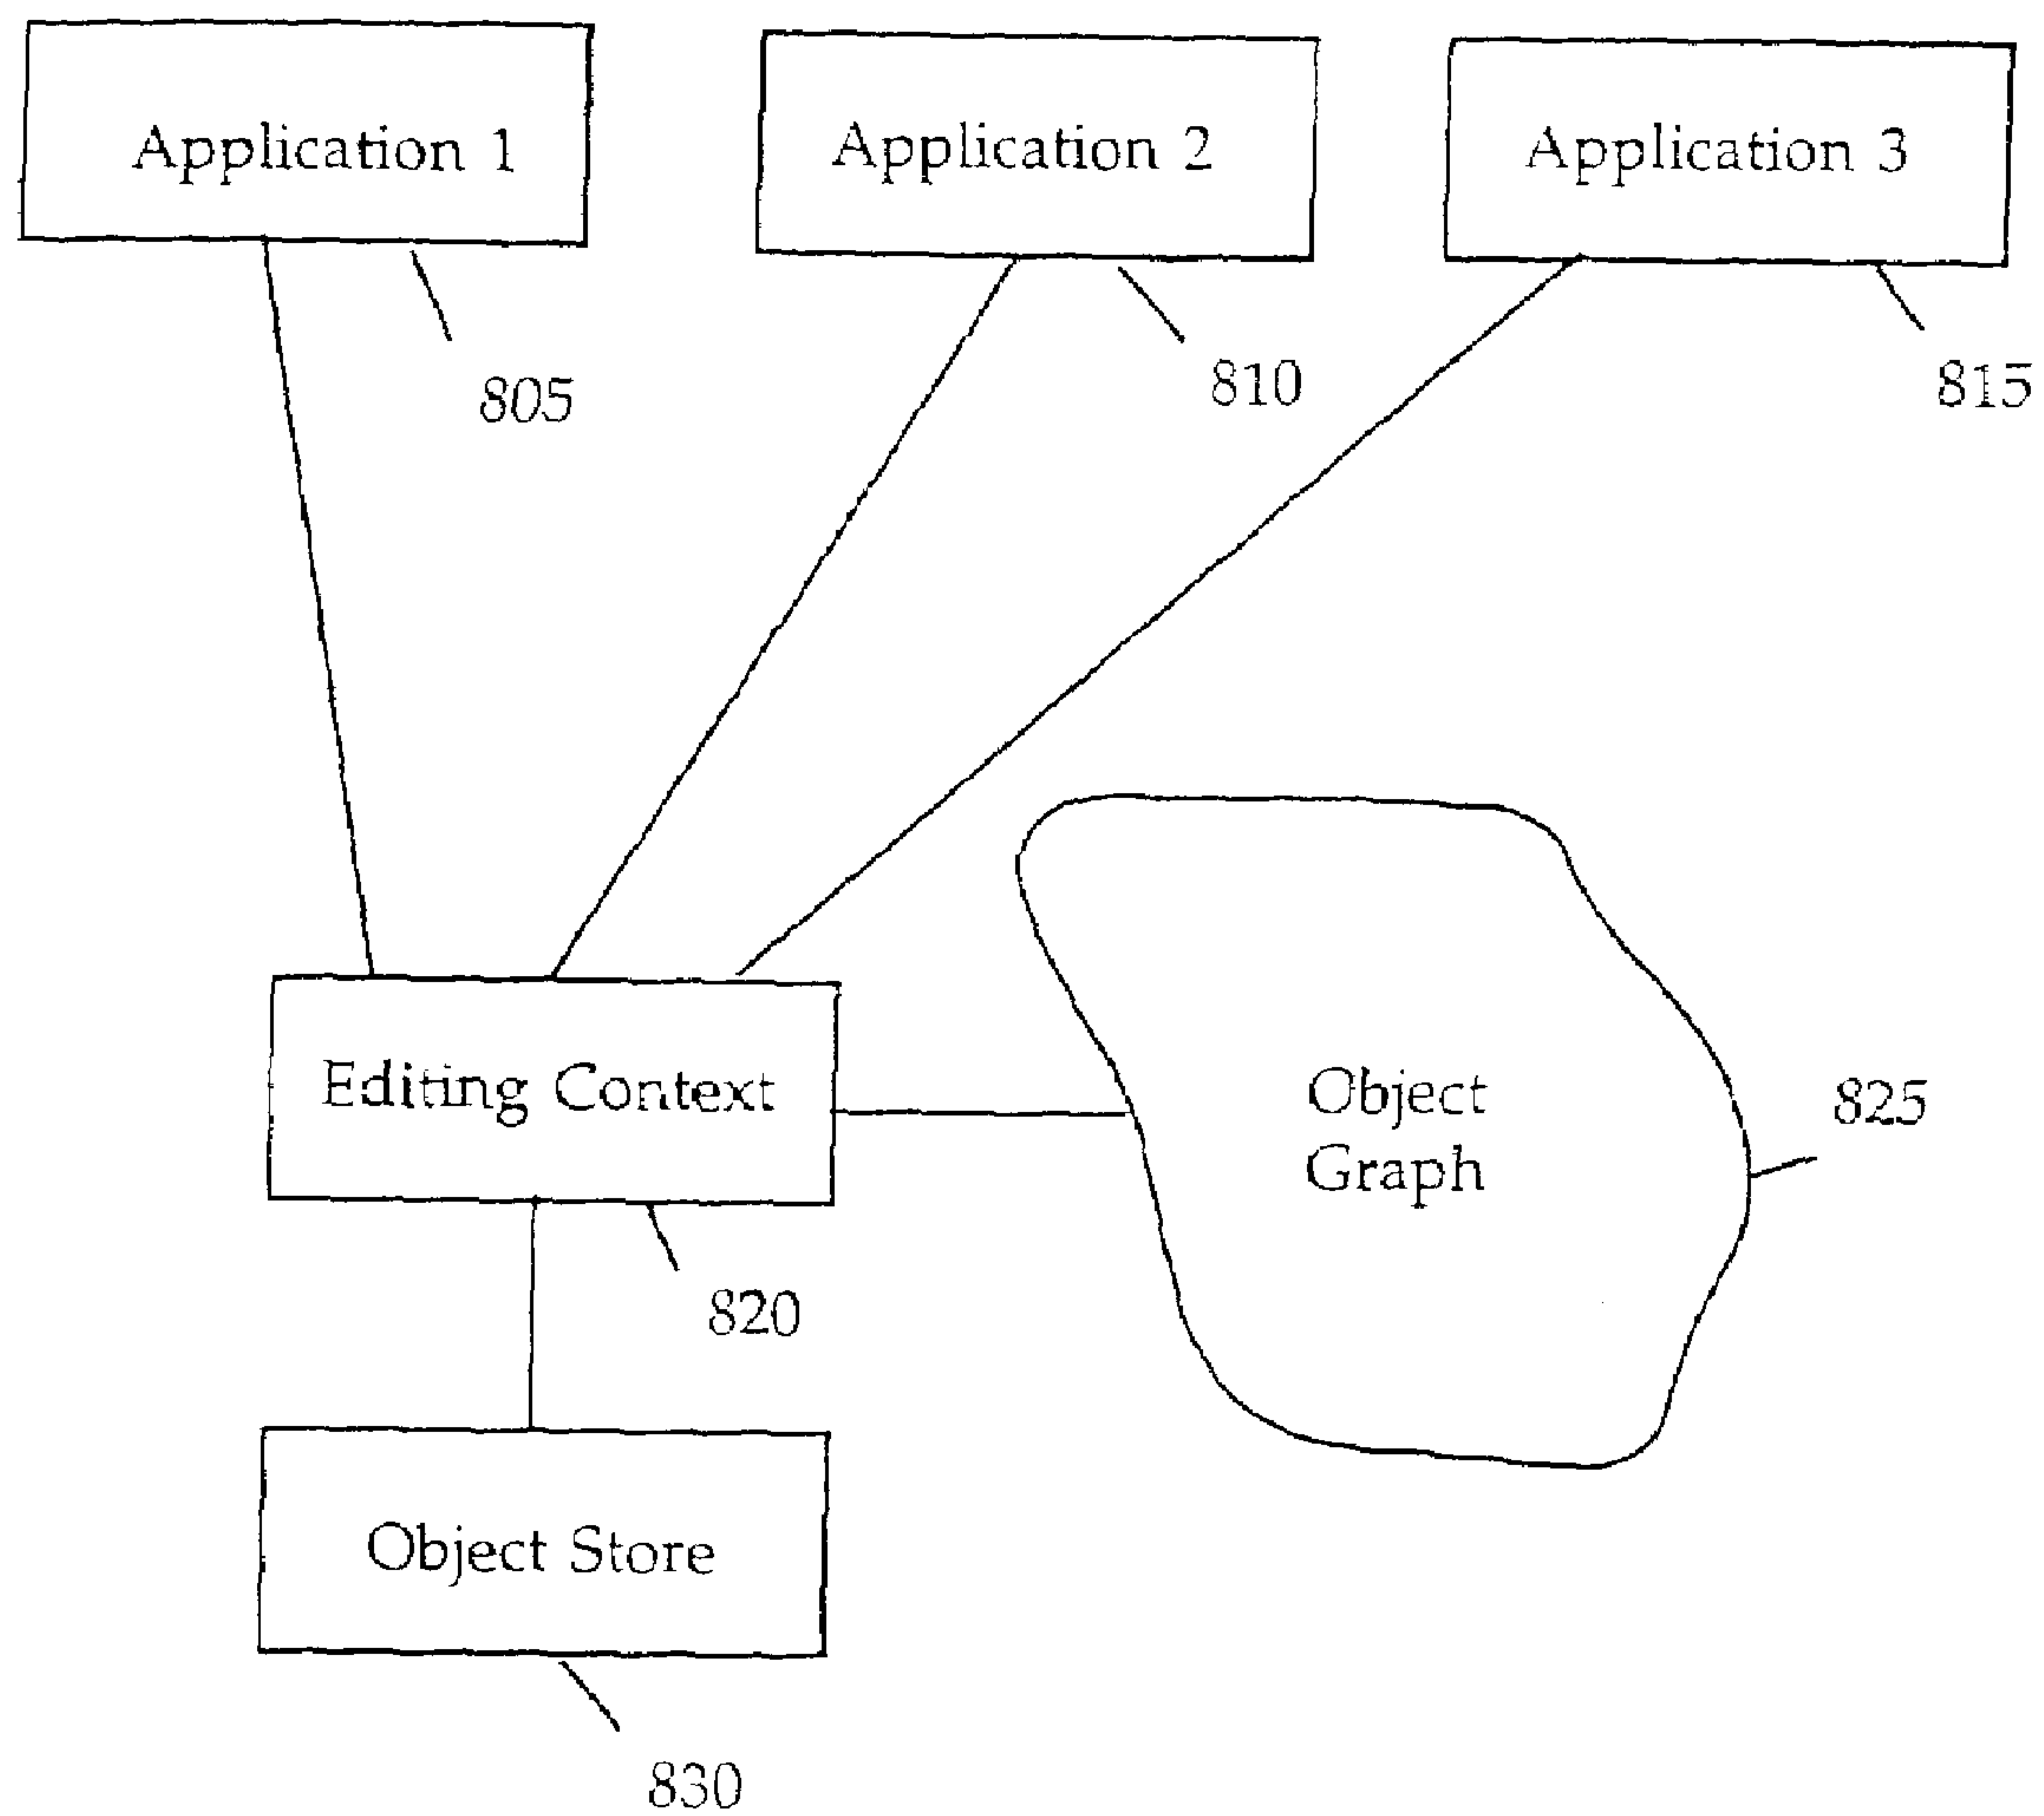 Application 1
Application 2
Application 3
805
810
815
Editing Context
Object
Graph
825
820
Object Store
830